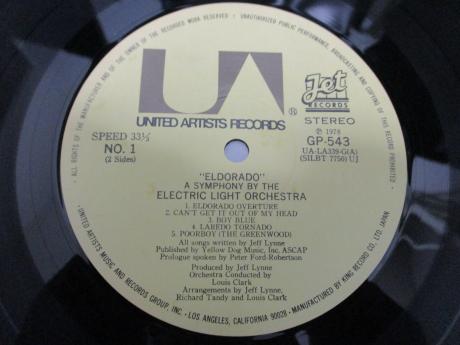 ALL RIGHTS OF THE MANUFACTURER AND OF THE OWNER OF THE RECORDED WORK RESERVED • UNAUTHORIZED PUBLIC PERFORMANCE, BROADCASTING AND COPYING OF THIS RECORD PROHIBITED
UA
UNITED ARTISTS RECORDS ®
Jet
RECORDS
SPEED 33⅓
NO. 1
(2 Sides)
STEREO
Ⓟ 1974
GP-543
UA-LA339-G(A)
(SILBT 7750) UJ
"ELDORADO"
A SYMPHONY BY THE
ELECTRIC LIGHT ORCHESTRA
1. ELDORADO OVERTURE
2. CAN'T GET IT OUT OF MY HEAD
3. BOY BLUE
4. LAREDO TORNADO
5. POORBOY (THE GREENWOOD)
All songs written by Jeff Lynne
Published by Yellow Dog Music, Inc. ASCAP
Prologue spoken by Peter Ford-Robertson
Produced by Jeff Lynne
Orchestra Conducted by
Louis Clark
Arrangements by Jeff Lynne,
Richard Tandy and Louis Clark
• UNITED ARTISTS MUSIC AND RECORDS GROUP, INC. • LOS ANGELES, CALIFORNIA 90028 • MANUFACTURED BY KING RECORD CO. LTD, JAPAN